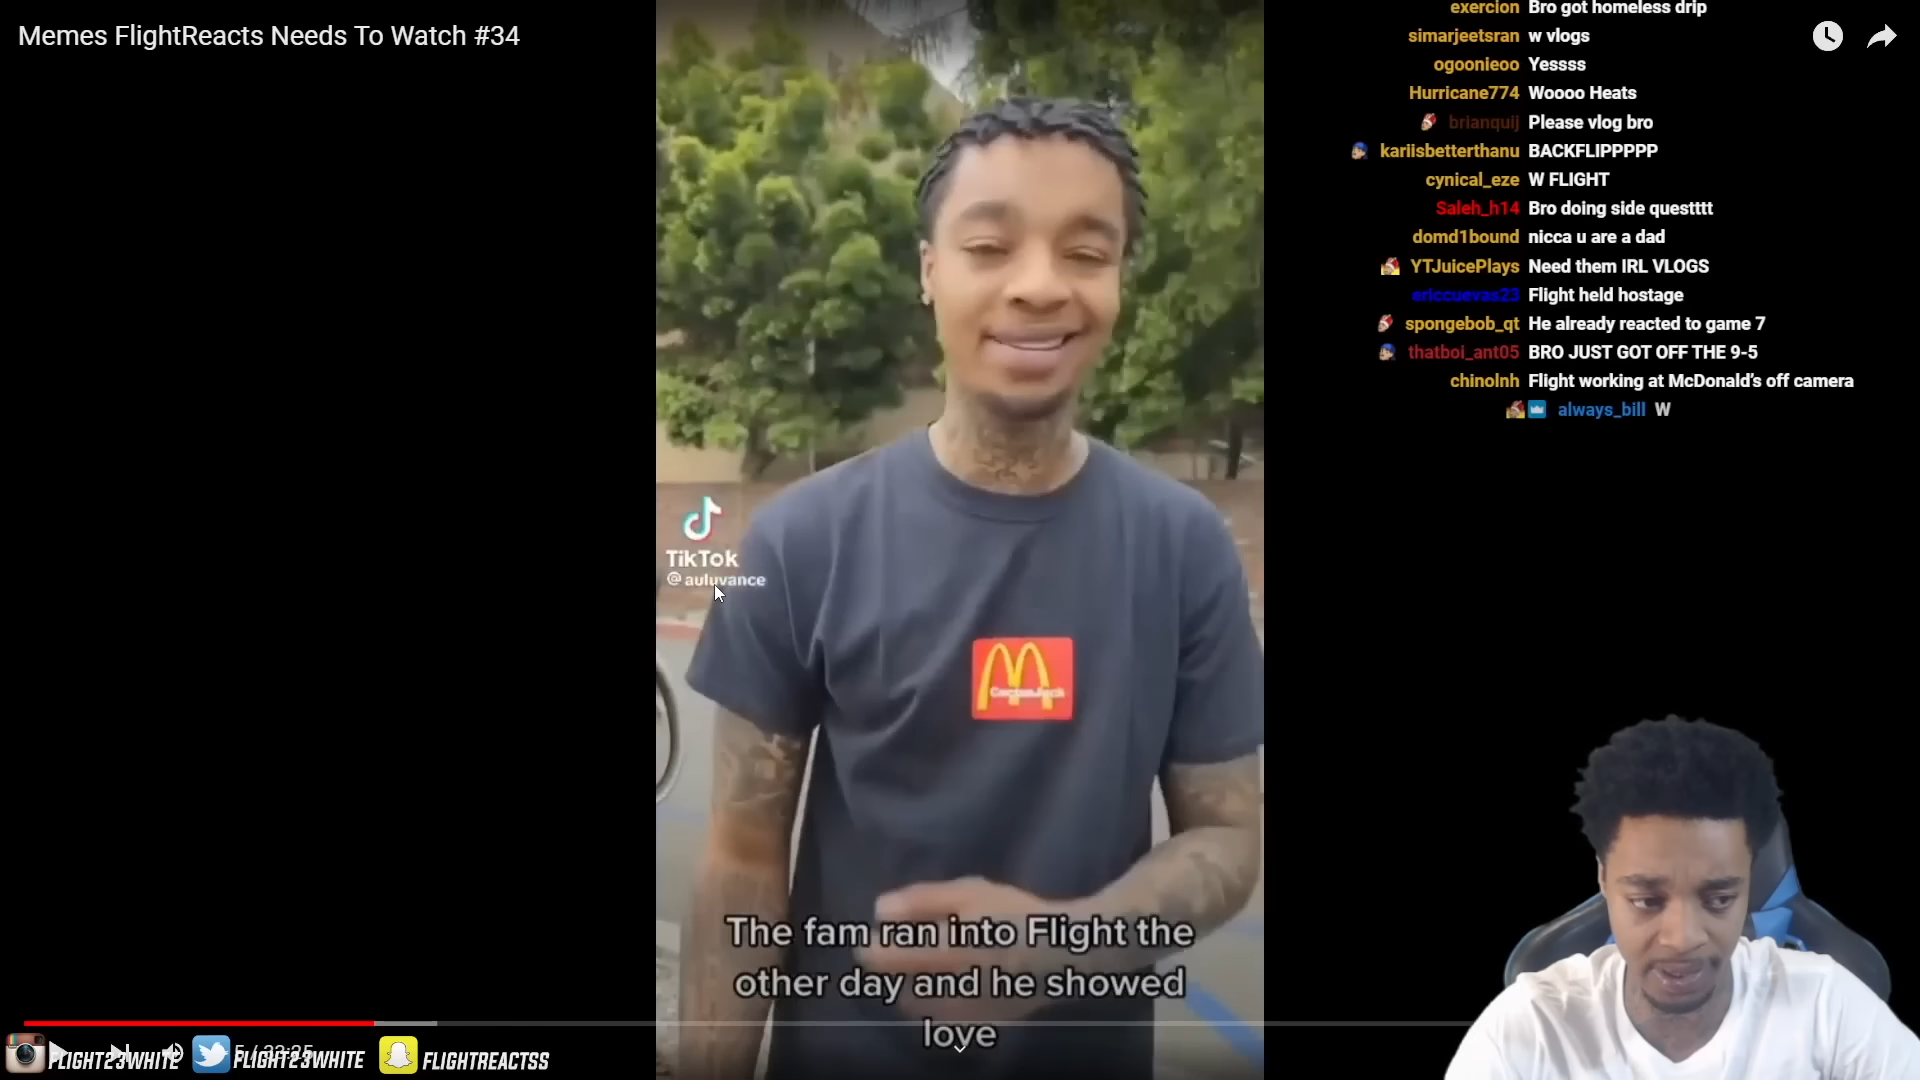 Memes FlightReacts Needs To Watch #34
exercion Bro got homeless drip
simarjeetsran w vlogs
ogoonieoo Yessss
Hurricane774 Woooo Heats
brianquij Please vlog bro
kariisbetterthanu BACKFLIPPPPP
cynical_eze W FLIGHT
Saleh_h14 Bro doing side questttt
domd1bound nicca u are a dad
YTJuicePlays Need them IRL VLOGS
ericcuevas23 Flight held hostage
spongebob_qt He already reacted to game 7
thatboi_ant05 BRO JUST GOT OFF THE 9-5
chinolnh Flight working at McDonald's off camera
always_bill W
TikTok
@auluvance
CactusJack
The fam ran into Flight the
other day and he showed
love
FLIGHT23WHITE FLIGHT23WHITE FLIGHTREACTSS